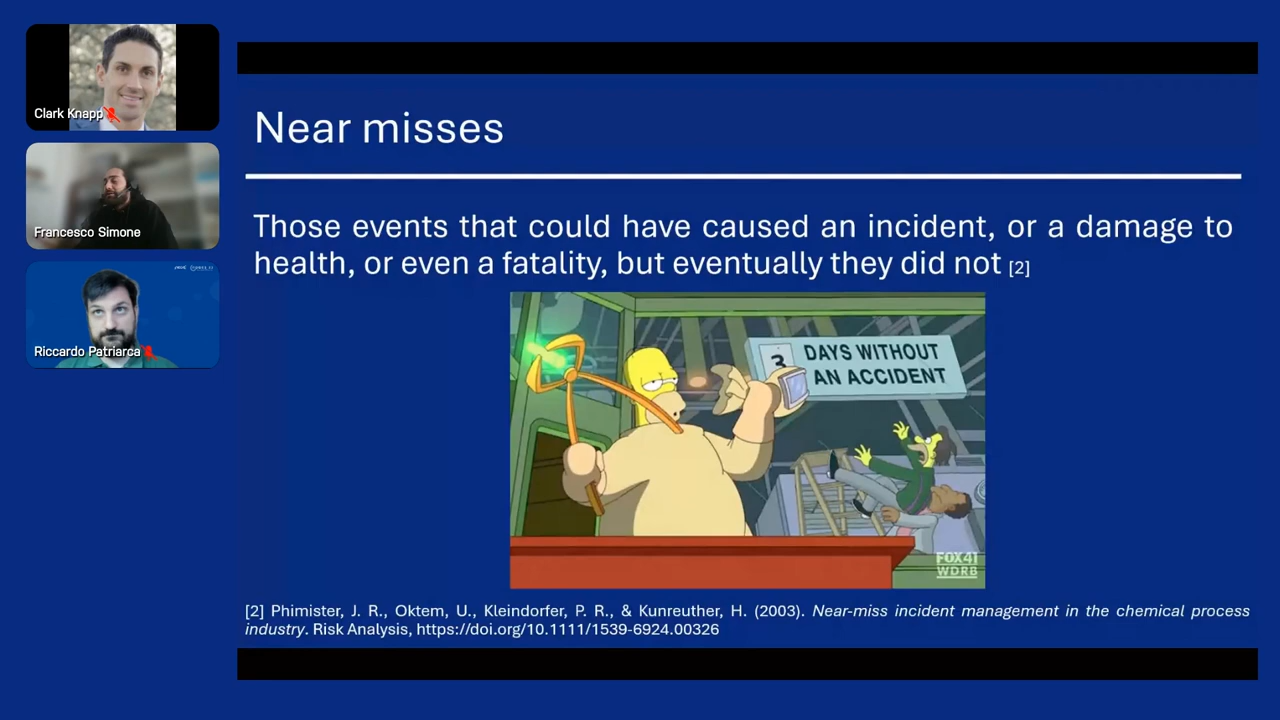 Clark Knapp
Francesco Simone
Riccardo Patriarca
Near misses
Those events that could have caused an incident, or a damage to
health, or even a fatality, but eventually they did not [2]
3 DAYS WITHOUT
AN ACCIDENT
FOX41
WDRB
[2] Phimister, J. R., Oktem, U., Kleindorfer, P. R., & Kunreuther, H. (2003). Near-miss incident management in the chemical process
industry. Risk Analysis, https://doi.org/10.1111/1539-6924.00326